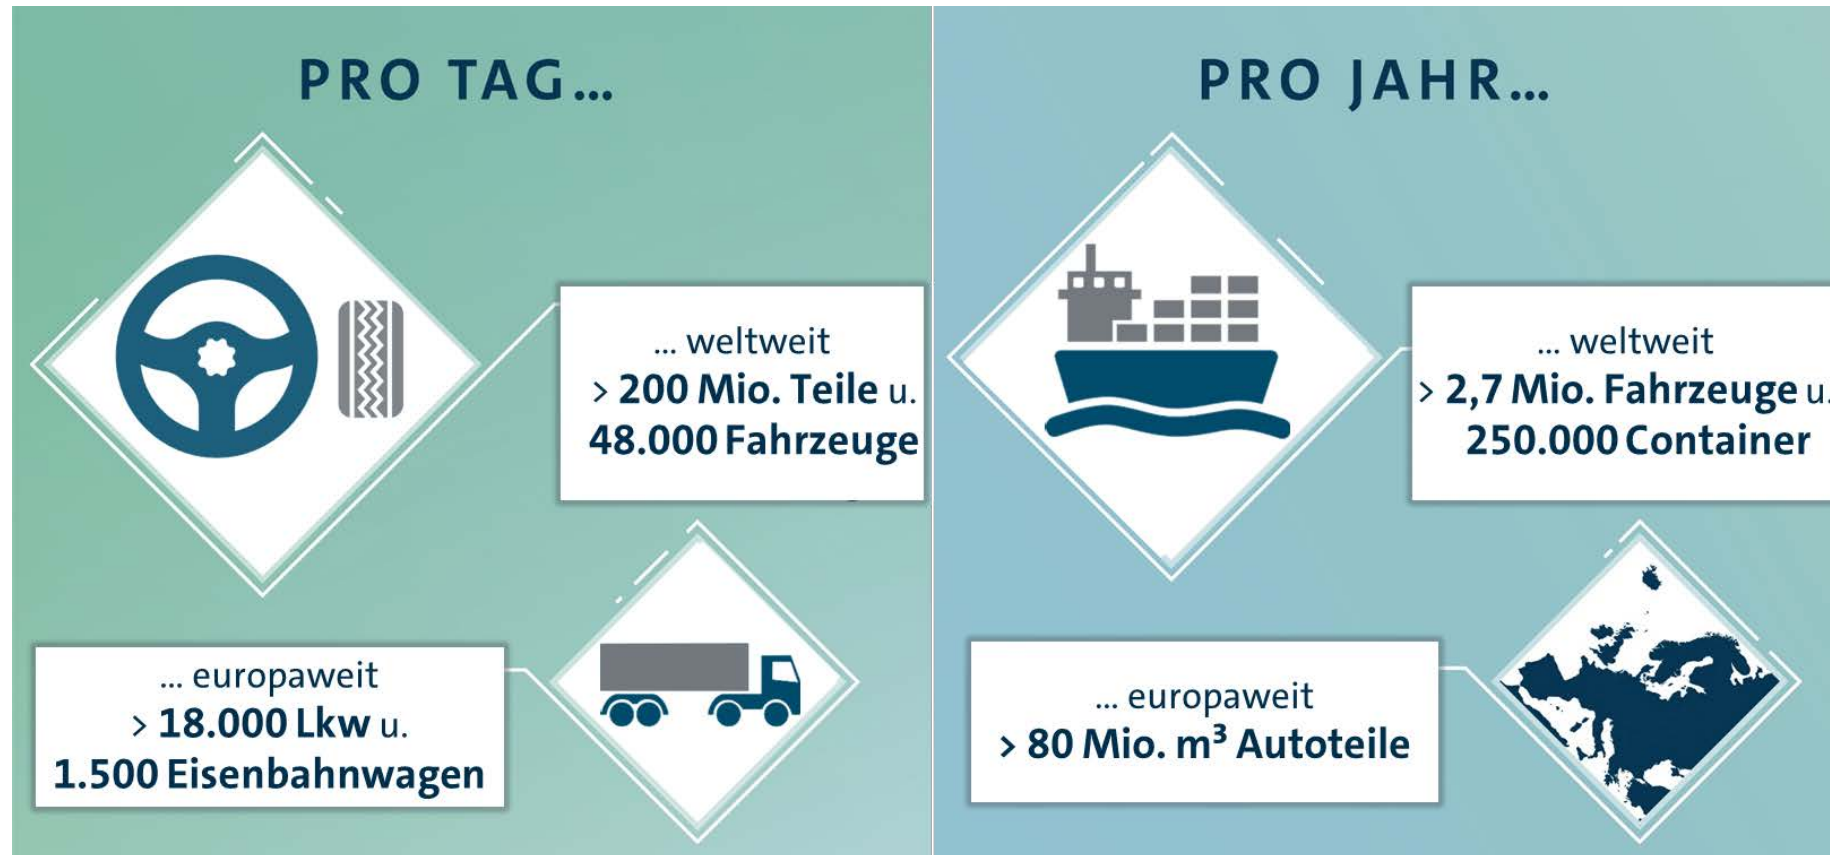 PRO TAG...
... weltweit
> 200 Mio. Teile u.
48.000 Fahrzeuge
... europaweit
> 18.000 Lkw u.
1.500 Eisenbahnwagen
PRO JAHR...
... weltweit
> 2,7 Mio. Fahrzeuge u.
250.000 Container
... europaweit
> 80 Mio. m³ Autoteile